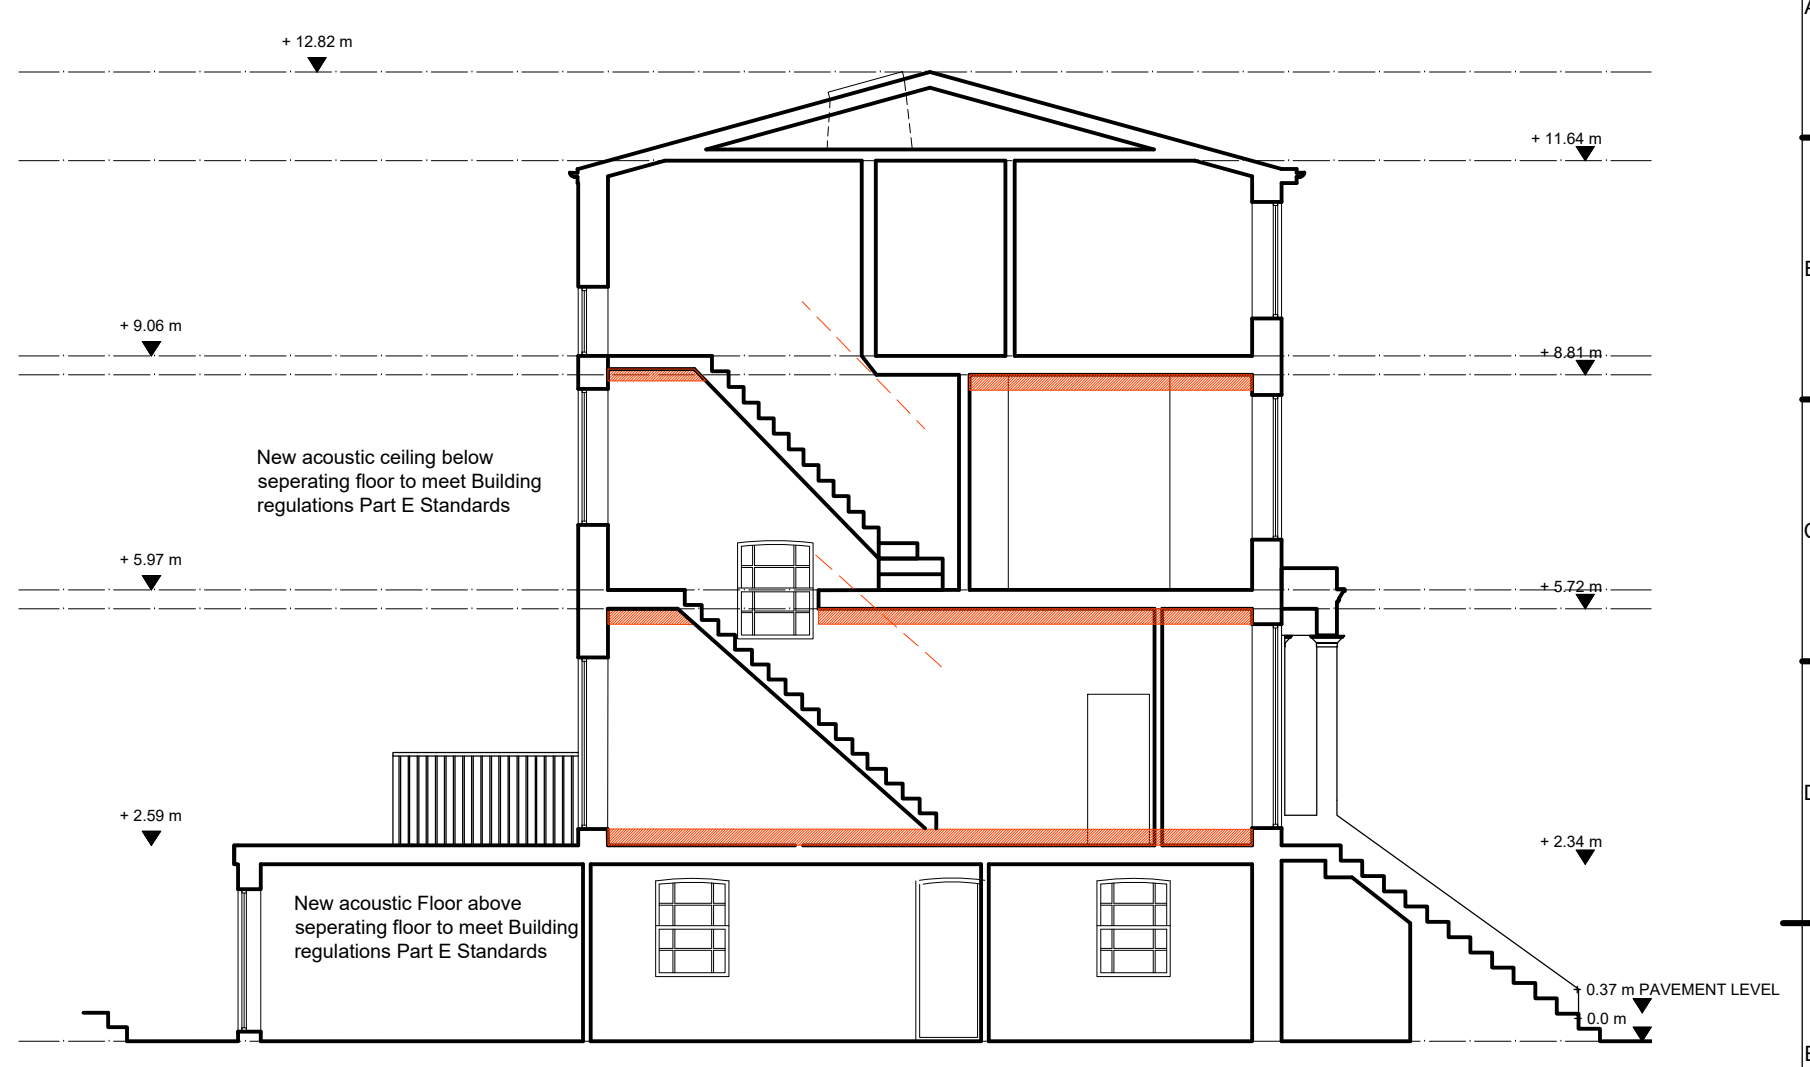 + 12.82 m
A
+ 11.64 m
B
+ 9.06 m
+ 8.81 m
New acoustic ceiling below
seperating floor to meet Building
regulations Part E Standards
C
+ 5.97 m
+ 5.72 m
D
+ 2.59 m
+ 2.34 m
New acoustic Floor above
seperating floor to meet Building
regulations Part E Standards
+ 0.37 m PAVEMENT LEVEL
+ 0.0 m
E